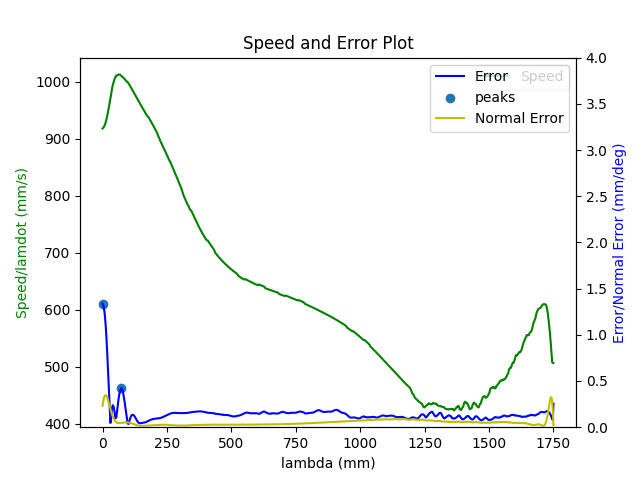 Speed and Error Plot
Speed/lamdot (mm/s)
1000
900
800
700
600
500
400
Error
Speed
peaks
Normal Error
4.0
3.5
3.0
2.5
2.0
1.5
1.0
0.5
0.0
Error/Normal Error (mm/deg)
0 250 500 750 1000 1250 1500 1750
lambda (mm)